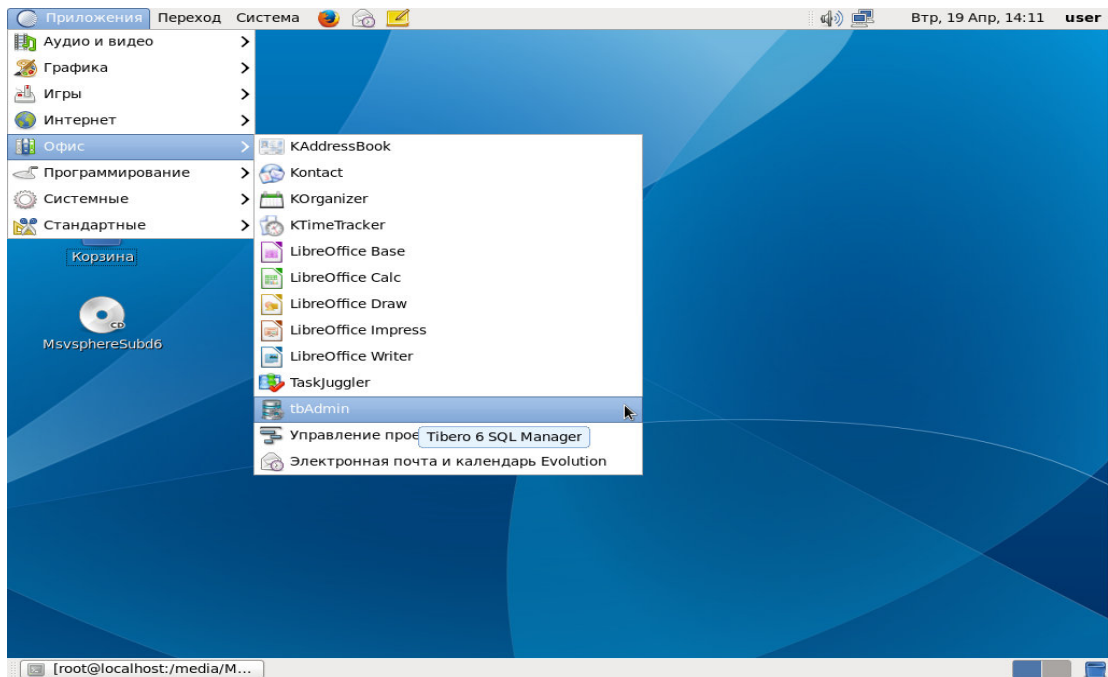 Приложения Переход Система Втр, 19 Апр, 14:11 user
Аудио и видео
Графика
Игры
Интернет
Офис
Программирование
Системные
Стандартные
KAddressBook
Kontact
KOrganizer
KTimeTracker
LibreOffice Base
LibreOffice Calc
LibreOffice Draw
LibreOffice Impress
LibreOffice Writer
TaskJuggler
tbAdmin
Управление
Tibero 6 SQL Manager
Электронная почта и календарь Evolution
Корзина
CD
MsvsphereSubd6
[root@localhost:/media/M...